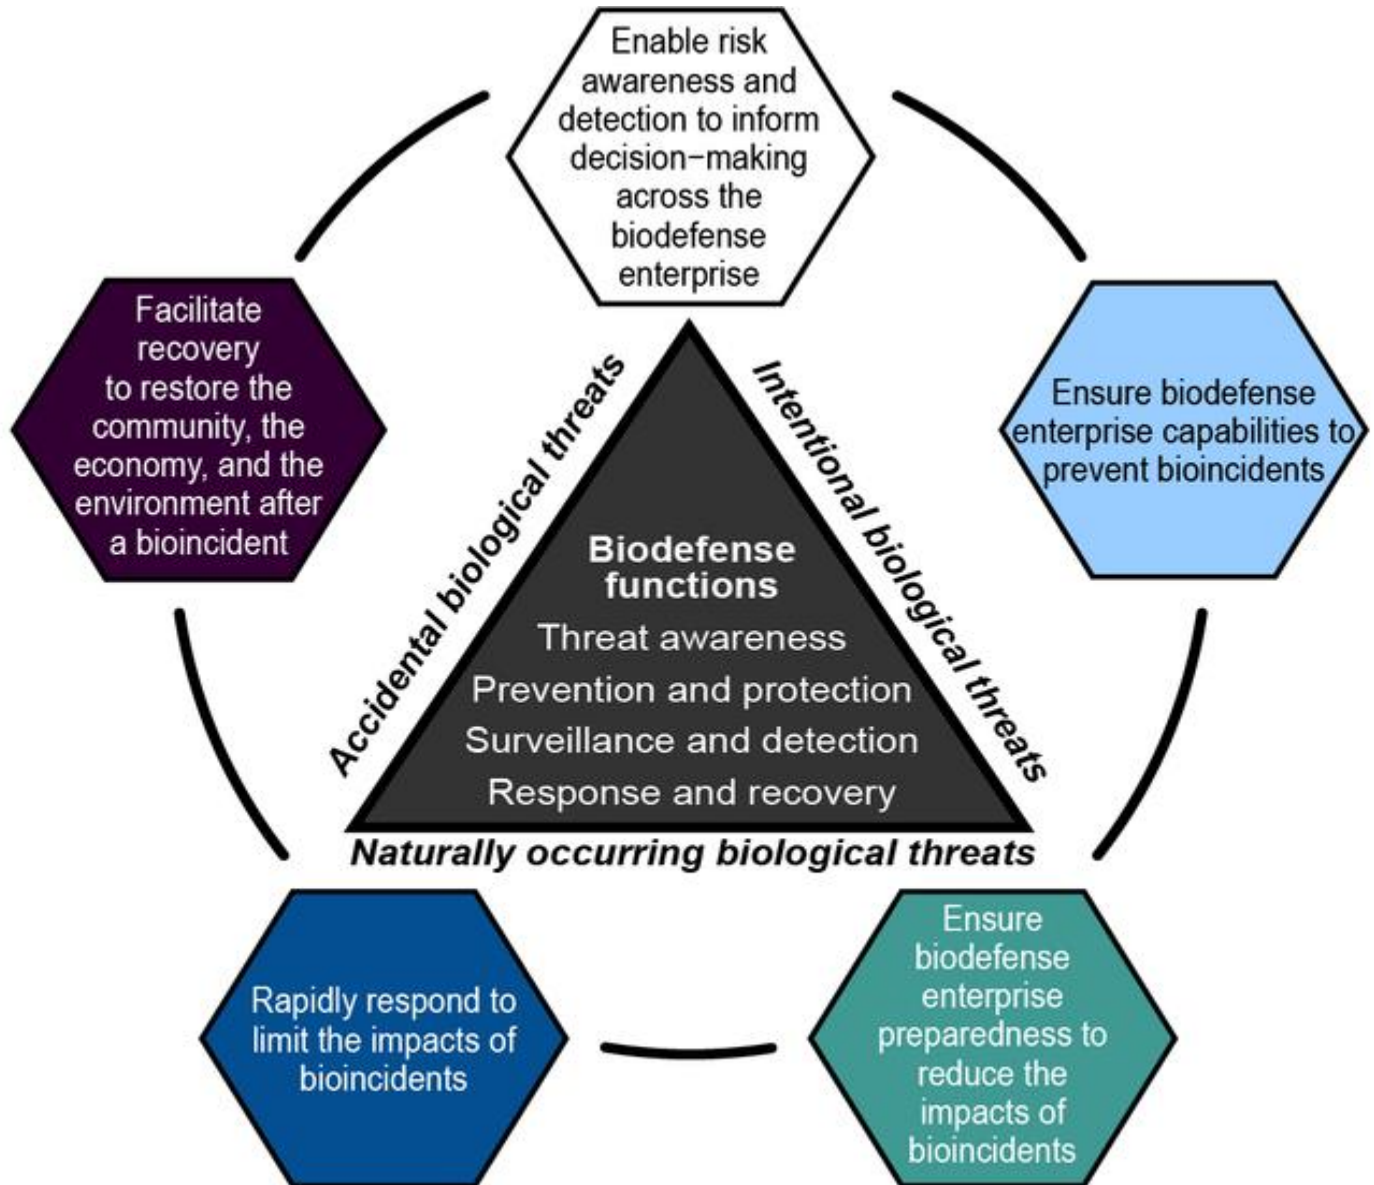 Enable risk
awareness and
detection to inform
decision−making
across the
biodefense
enterprise
Facilitate
recovery
to restore the
community, the
economy, and the
environment after
a bioincident
Ensure biodefense
enterprise capabilities to
prevent bioincidents
Accidental biological threats
Intentional biological threats
Biodefense
functions
Threat awareness
Prevention and protection
Surveillance and detection
Response and recovery
Naturally occurring biological threats
Rapidly respond to
limit the impacts of
bioincidents
Ensure
biodefense
enterprise
preparedness to
reduce the
impacts of
bioincidents